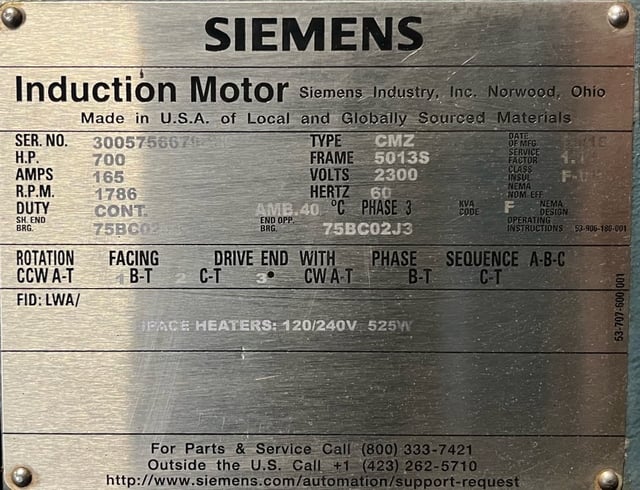 SIEMENS
Induction Motor Siemens Industry, Inc. Norwood, Ohio
Made in U.S.A. of Local and Globally Sourced Materials
SER. NO. TYPE CMZ DATE OF MFG.
H.P. 700 FRAME 5013S SERVICE FACTOR
AMPS 165 VOLTS 2300 CLASS INSUL
R.P.M. 1786 HERTZ 60 NEMA NOM EFF
DUTY CONT. AMB. 40 °C PHASE 3 KVA CODE F NEMA DESIGN
SH. END BRG. OPP. END BRG. 75BC02J3 OPERATING INSTRUCTIONS 53-906-180-001
ROTATION FACING DRIVE END WITH PHASE SEQUENCE A-B-C
CCW A-T 1 B-T 2 C-T 3• CW A-T B-T C-T
FID: LWA/
HEATERS: 120/240V 525W
53-707-600-001
For Parts & Service Call (800) 333-7421
Outside the U.S. Call +1 (423) 262-5710
http://www.siemens.com/automation/support-request